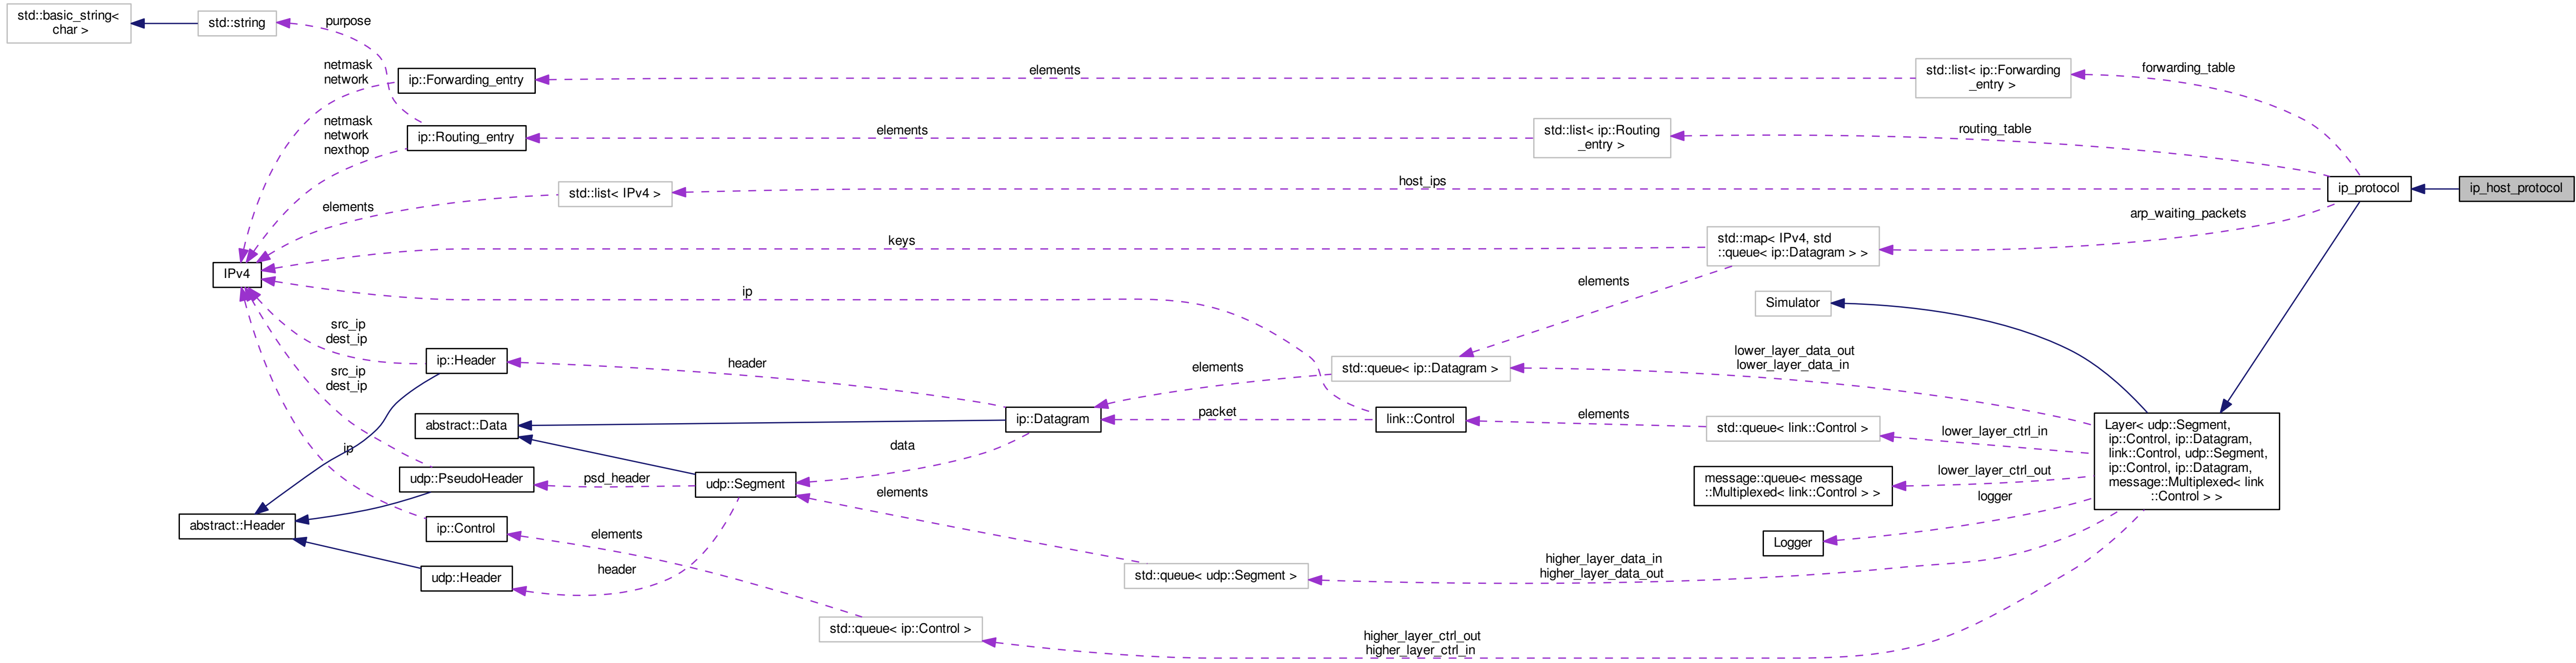 std::basic_string<
char >
std::string
purpose
netmask
network
ip::Forwarding_entry
elements
std::list< ip::Forwarding
_entry >
forwarding_table
netmask
network
nexthop
ip::Routing_entry
elements
std::list< ip::Routing
_entry >
routing_table
elements
std::list< IPv4 >
host_ips
ip_protocol
ip_host_protocol
arp_waiting_packets
keys
std::map< IPv4, std
::queue< ip::Datagram > >
IPv4
ip
elements
Simulator
src_ip
dest_ip
ip::Header
header
elements
std::queue< ip::Datagram >
lower_layer_data_out
lower_layer_data_in
src_ip
dest_ip
abstract::Data
ip::Datagram
packet
link::Control
elements
std::queue< link::Control >
lower_layer_ctrl_in
Layer< udp::Segment,
ip::Control, ip::Datagram,
link::Control, udp::Segment,
ip::Control, ip::Datagram,
message::Multiplexed< link
::Control > >
ip
data
udp::PseudoHeader
psd_header
udp::Segment
elements
message::queue< message
::Multiplexed< link::Control > >
lower_layer_ctrl_out
logger
abstract::Header
ip::Control
elements
Logger
udp::Header
header
std::queue< udp::Segment >
higher_layer_data_in
higher_layer_data_out
std::queue< ip::Control >
higher_layer_ctrl_out
higher_layer_ctrl_in